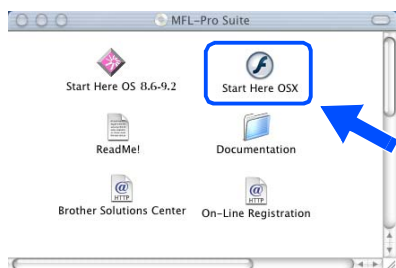 MFL-Pro Suite
Start Here OS 8.6-9.2
Start Here OSX
ReadMe!
Documentation
@
HTTP
@
HTTP
Brother Solutions Center
On-Line Registration